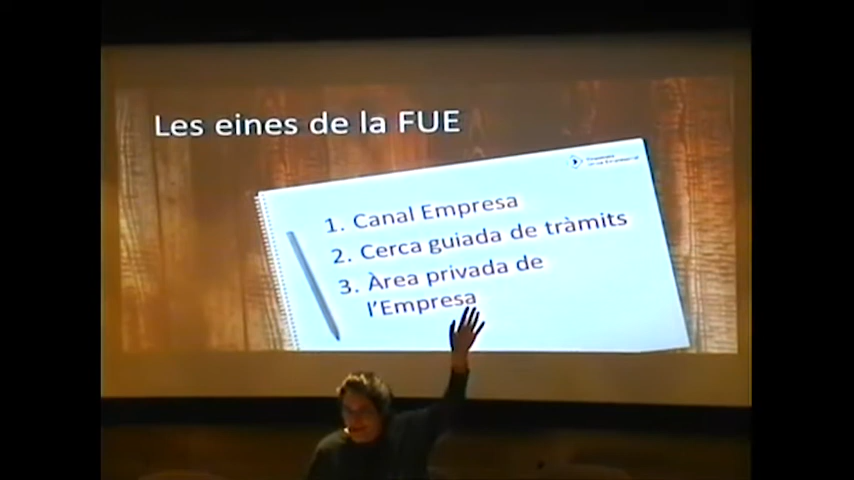 Les eines de la FUE
1. Canal Empresa
2. Cerca guiada de tràmits
3. Àrea privada de
l'Empresa